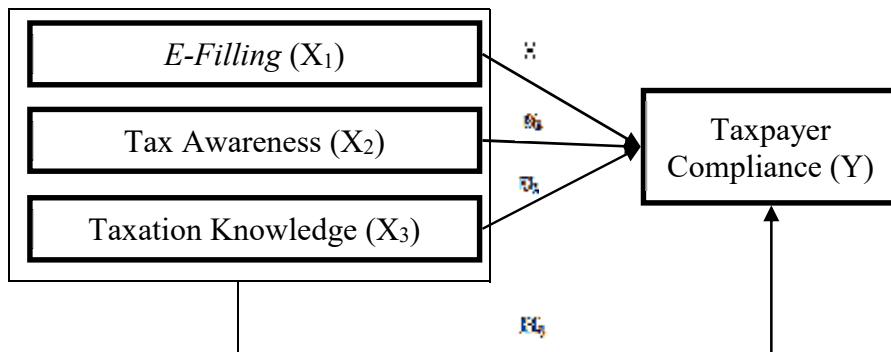 E-Filling (X₁)
Tax Awareness (X₂)
Taxation Knowledge (X₃)
Taxpayer
Compliance (Y)